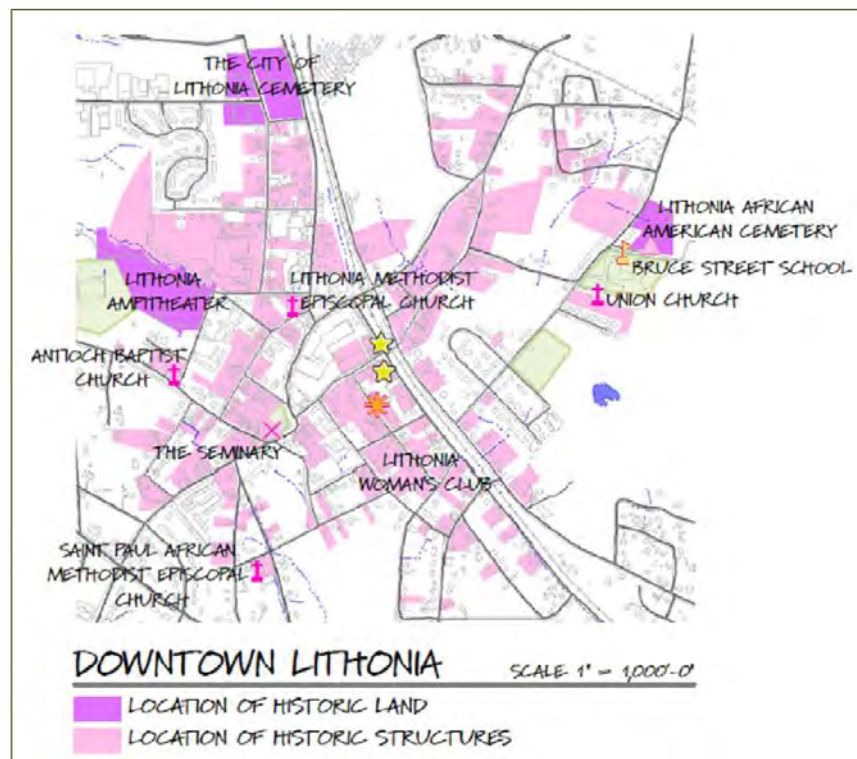 THE CITY OF
LITHONIA CEMETERY
LITHONIA AFRICAN
AMERICAN CEMETERY
BRUCE STREET SCHOOL
UNION CHURCH
LITHONIA
AMPITHEATER
LITHONIA METHODIST
EPISCOPAL CHURCH
ANTIOCH BAPTIST
CHURCH
THE SEMINARY
LITHONIA
WOMAN'S CLUB
SAINT PAUL AFRICAN
METHODIST EPISCOPAL
CHURCH
DOWNTOWN LITHONIA
SCALE 1" = 1,000'-0"
LOCATION OF HISTORIC LAND
LOCATION OF HISTORIC STRUCTURES